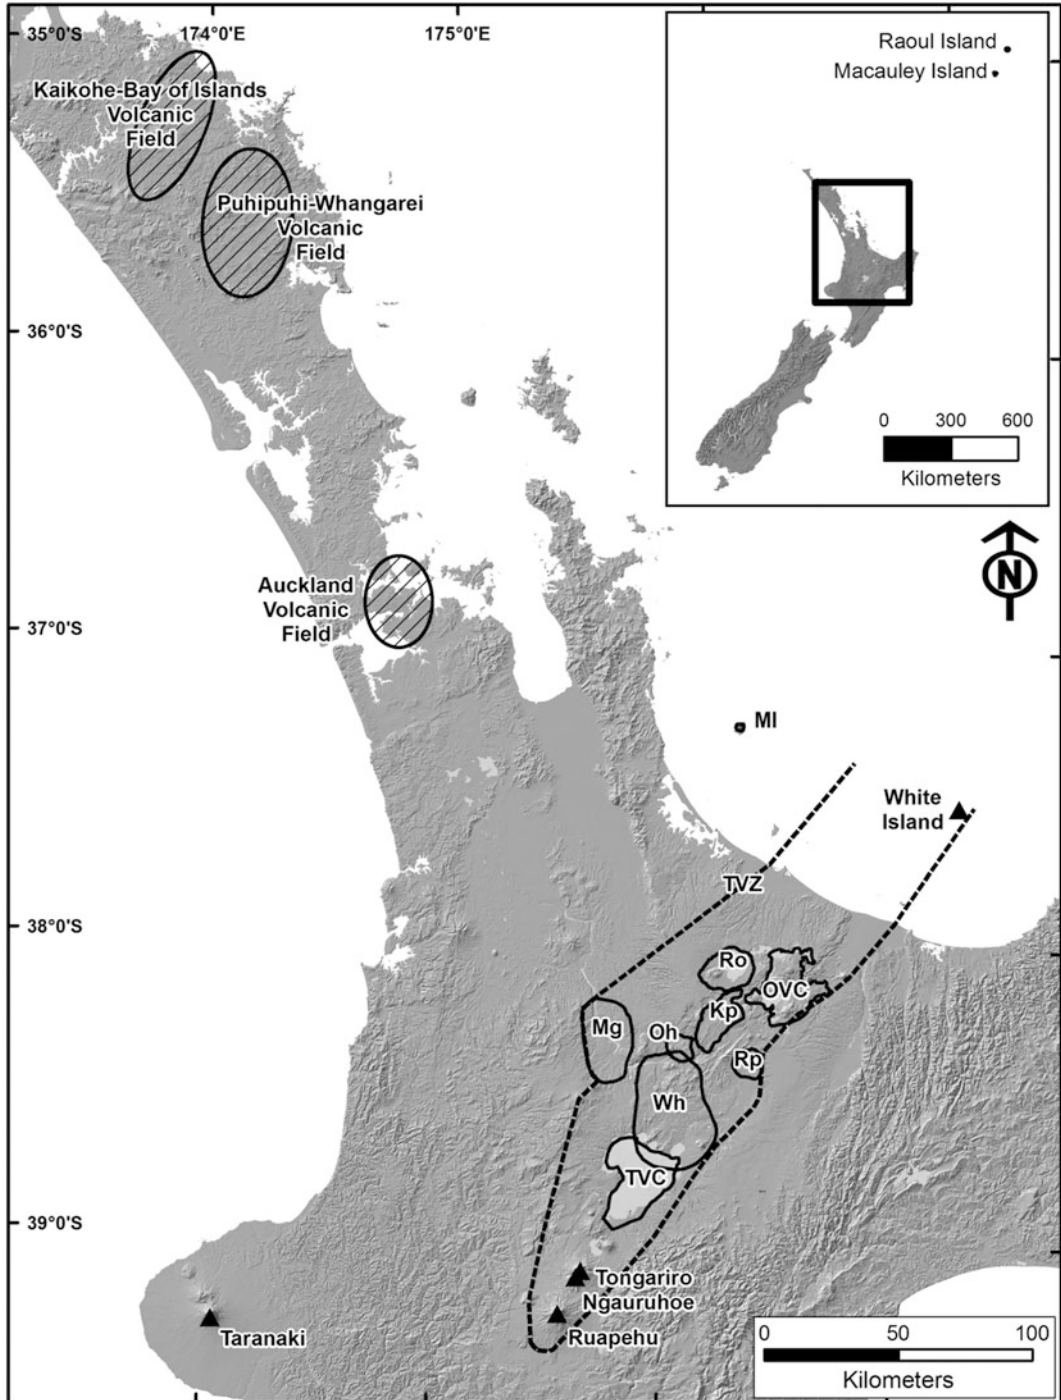 35°0'S
174°0'E
175°0'E
Kaikohe-Bay of Islands
Volcanic
Field
Puhipuhi-Whangarei
Volcanic
Field
36°0'S
Raoul Island
Macauley Island
0 300 600
Kilometers
N
Auckland
Volcanic
Field
37°0'S
MI
White
Island
TVZ
38°0'S
Ro
OVC
Kp
Mg
Oh
Rp
Wh
TVC
39°0'S
Tongariro
Ngauruhoe
Ruapehu
Taranaki
0 50 100
Kilometers